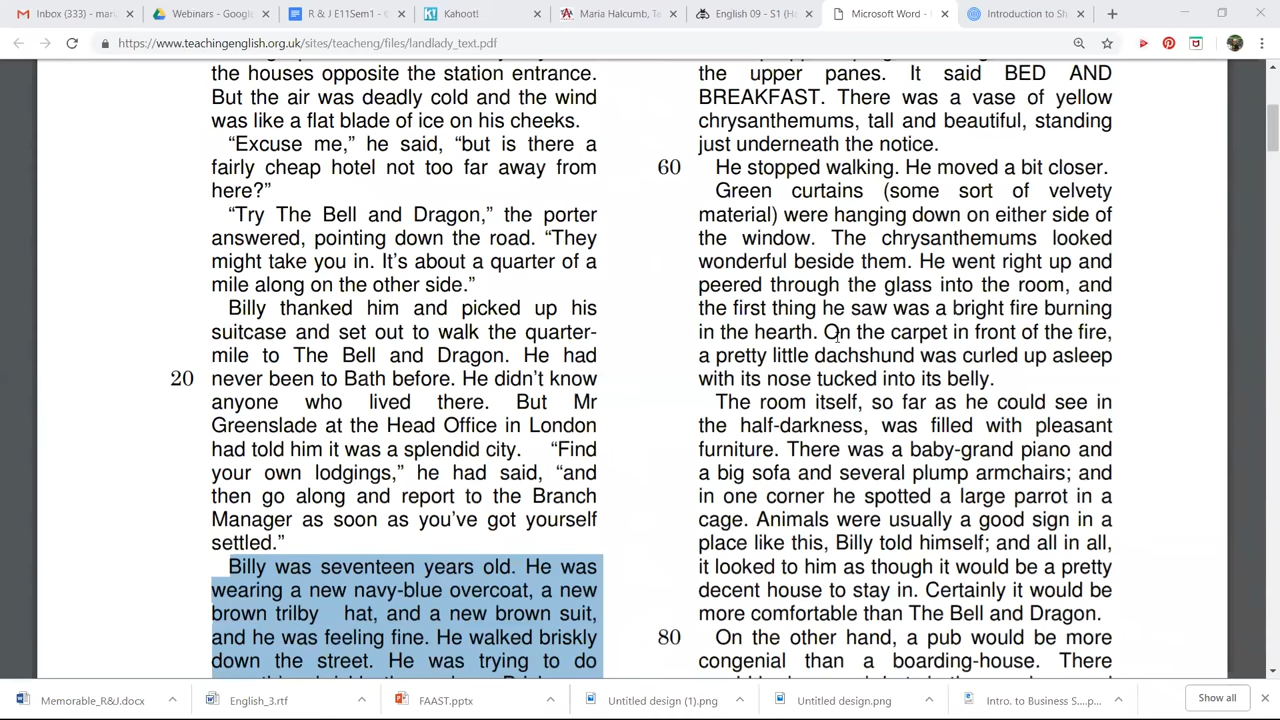 Inbox (333) - mari
Webinars - Google
R & J E11Sem1 - G
Kahoot!
Maria Halcumb, Te
English 09 - S1 (Ha
Microsoft Word -
Introduction to Sh
https://www.teachingenglish.org.uk/sites/teacheng/files/landlady_text.pdf
the houses opposite the station entrance.
But the air was deadly cold and the wind
was like a flat blade of ice on his cheeks.
“Excuse me,” he said, “but is there a
fairly cheap hotel not too far away from
here?”
“Try The Bell and Dragon,” the porter
answered, pointing down the road. “They
might take you in. It’s about a quarter of a
mile along on the other side.”
Billy thanked him and picked up his
suitcase and set out to walk the quarter-
mile to The Bell and Dragon. He had
20 never been to Bath before. He didn’t know
anyone who lived there. But Mr
Greenslade at the Head Office in London
had told him it was a splendid city. “Find
your own lodgings,” he had said, “and
then go along and report to the Branch
Manager as soon as you’ve got yourself
settled.”
Billy was seventeen years old. He was
wearing a new navy-blue overcoat, a new
brown trilby hat, and a new brown suit,
and he was feeling fine. He walked briskly
down the street. He was trying to do
the upper panes. It said BED AND
BREAKFAST. There was a vase of yellow
chrysanthemums, tall and beautiful, standing
just underneath the notice.
60 He stopped walking. He moved a bit closer.
Green curtains (some sort of velvety
material) were hanging down on either side of
the window. The chrysanthemums looked
wonderful beside them. He went right up and
peered through the glass into the room, and
the first thing he saw was a bright fire burning
in the hearth. On the carpet in front of the fire,
a pretty little dachshund was curled up asleep
with its nose tucked into its belly.
The room itself, so far as he could see in
the half-darkness, was filled with pleasant
furniture. There was a baby-grand piano and
a big sofa and several plump armchairs; and
in one corner he spotted a large parrot in a
cage. Animals were usually a good sign in a
place like this, Billy told himself; and all in all,
it looked to him as though it would be a pretty
decent house to stay in. Certainly it would be
more comfortable than The Bell and Dragon.
80 On the other hand, a pub would be more
congenial than a boarding-house. There
Memorable_R&J.docx
English_3.rtf
FAAST.pptx
Untitled design (1).png
Untitled design.png
Intro. to Business S....p...
Show all